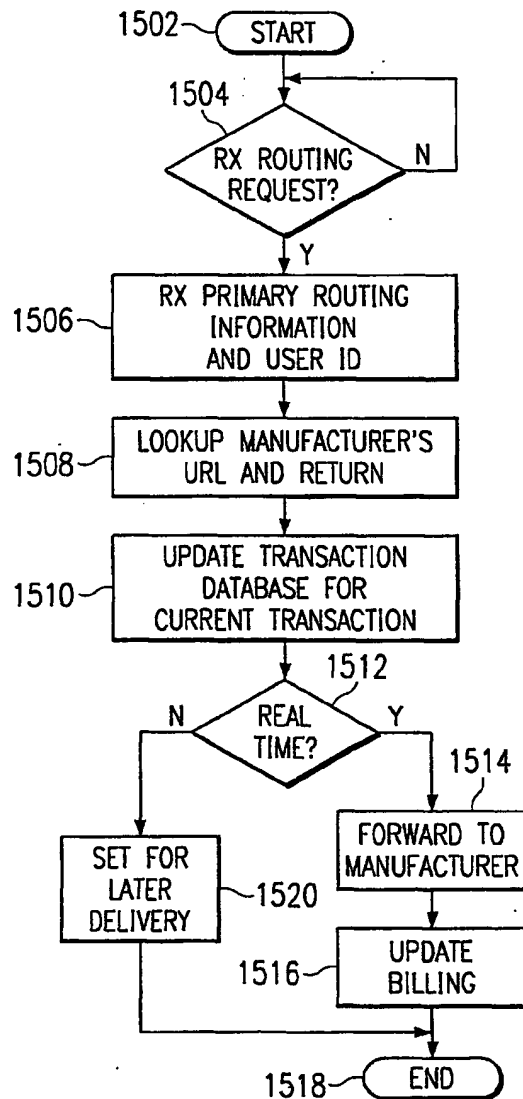 1502
START
1504
RX ROUTING
REQUEST?
N
Y
1506
RX PRIMARY ROUTING
INFORMATION
AND USER ID
1508
LOOKUP MANUFACTURER'S
URL AND RETURN
1510
UPDATE TRANSACTION
DATABASE FOR
CURRENT TRANSACTION
1512
N
REAL
TIME?
Y
1514
FORWARD TO
MANUFACTURER
SET FOR
LATER
DELIVERY
1520
1516
UPDATE
BILLING
1518
END